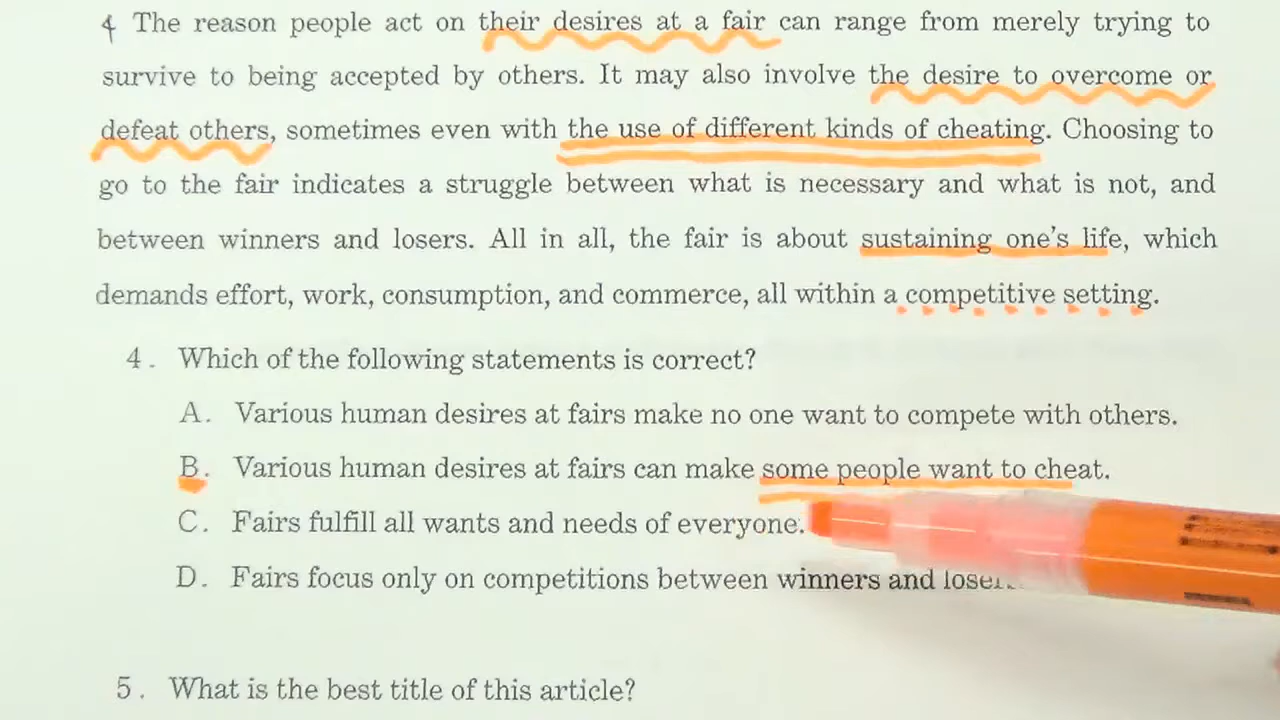 4 The reason people act on their desires at a fair can range from merely trying to
survive to being accepted by others. It may also involve the desire to overcome or
defeat others, sometimes even with the use of different kinds of cheating. Choosing to
go to the fair indicates a struggle between what is necessary and what is not, and
between winners and losers. All in all, the fair is about sustaining one's life, which
demands effort, work, consumption, and commerce, all within a competitive setting.
4. Which of the following statements is correct?
A. Various human desires at fairs make no one want to compete with others.
B. Various human desires at fairs can make some people want to cheat.
C. Fairs fulfill all wants and needs of everyone.
D. Fairs focus only on competitions between winners and
5. What is the best title of this article?